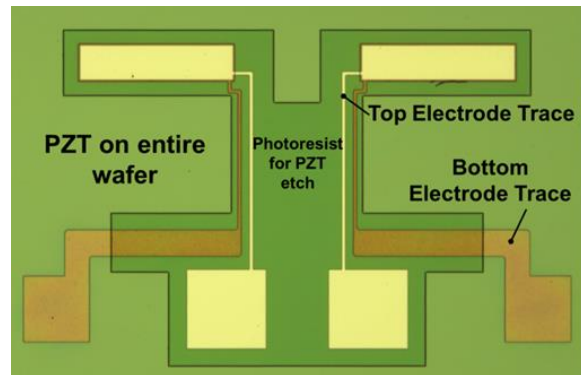 PZT on entire
wafer
Photoresist
for PZT
etch
Top Electrode Trace
Bottom
Electrode Trace